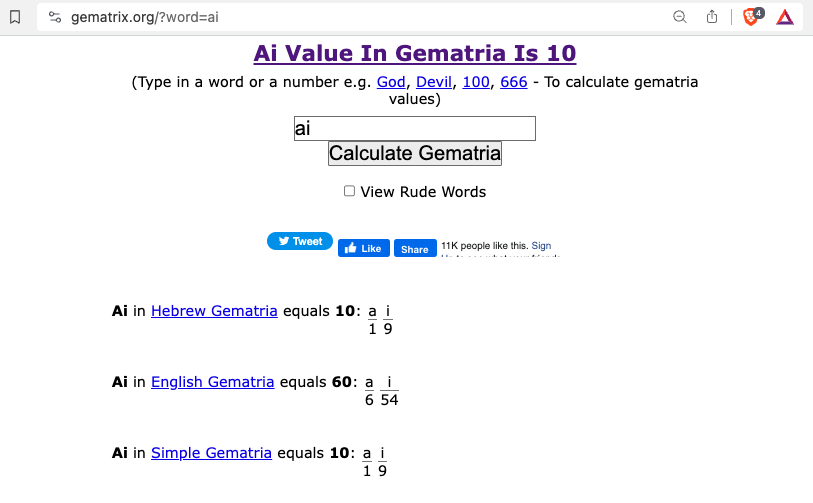 gematrix.org/?word=ai
4
Ai Value In Gematria Is 10
(Type in a word or a number e.g. God, Devil, 100, 666 - To calculate gematria
values)
ai
Calculate Gematria
View Rude Words
Tweet Like Share 11K people like this. Sign
Ai in Hebrew Gematria equals 10: a i
1 9
Ai in English Gematria equals 60: a i
6 54
Ai in Simple Gematria equals 10: a i
1 9